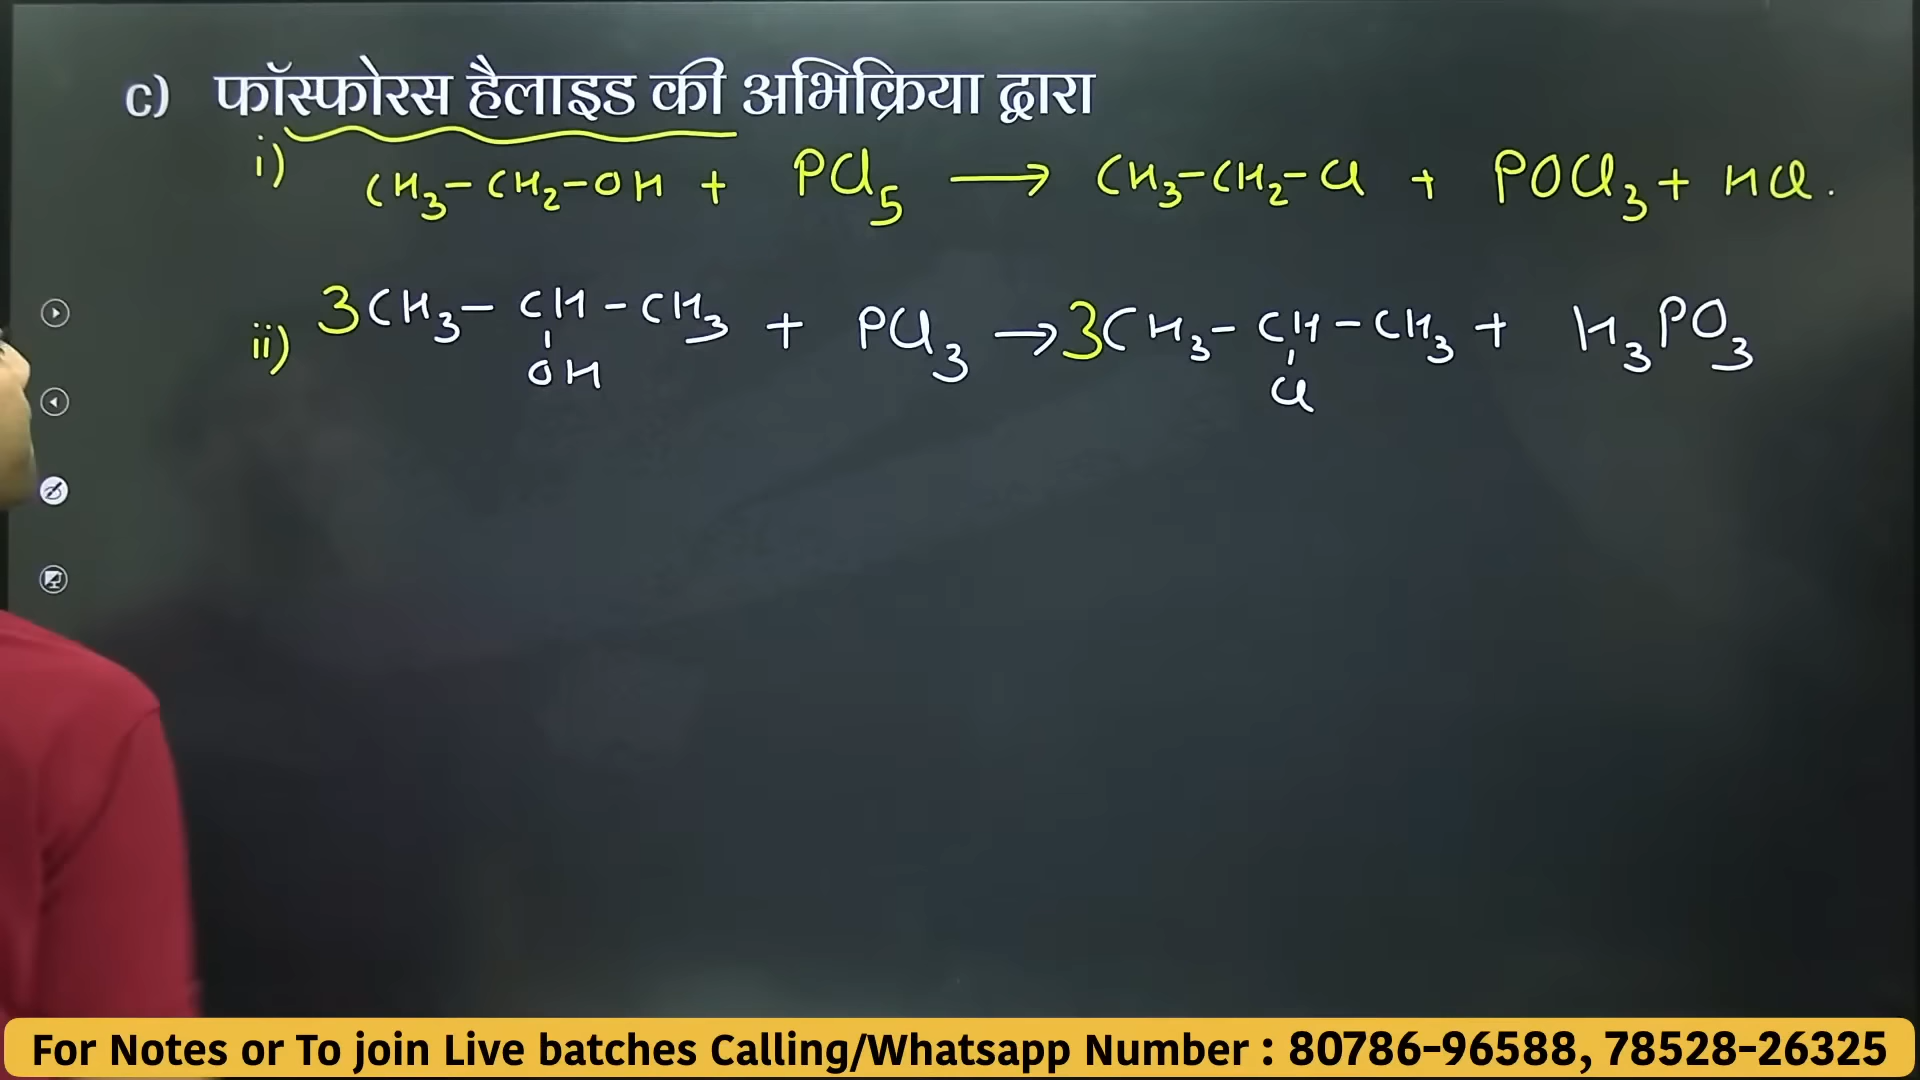 c) फॉस्फोरस हैलाइड की अभिक्रिया द्वारा
i) CH₃-CH₂-OH + PCl₅ ⟶ CH₃-CH₂-Cl + POCl₃ + HCl.
ii) 3CH₃-CH-CH₃ + PCl₃ → 3CH₃-CH-CH₃ + H₃PO₃
OH Cl
For Notes or To join Live batches Calling/Whatsapp Number : 80786-96588, 78528-26325